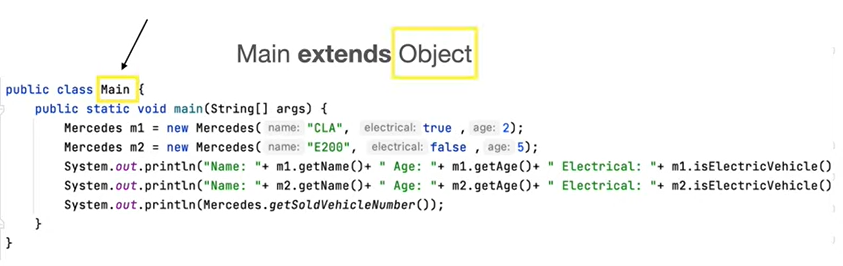 Main extends Object
public class Main {
public static void main(String[] args) {
Mercedes m1 = new Mercedes( name: "CLA", electrical: true , age: 2);
Mercedes m2 = new Mercedes( name: "E200", electrical: false , age: 5);
System.out.println("Name: "+ m1.getName()+ " Age: "+ m1.getAge()+ " Electrical: "+ m1.isElectricVehicle()
System.out.println("Name: "+ m2.getName()+ " Age: "+ m2.getAge()+ " Electrical: "+ m2.isElectricVehicle()
System.out.println(Mercedes.getSoldVehicleNumber());
}
}